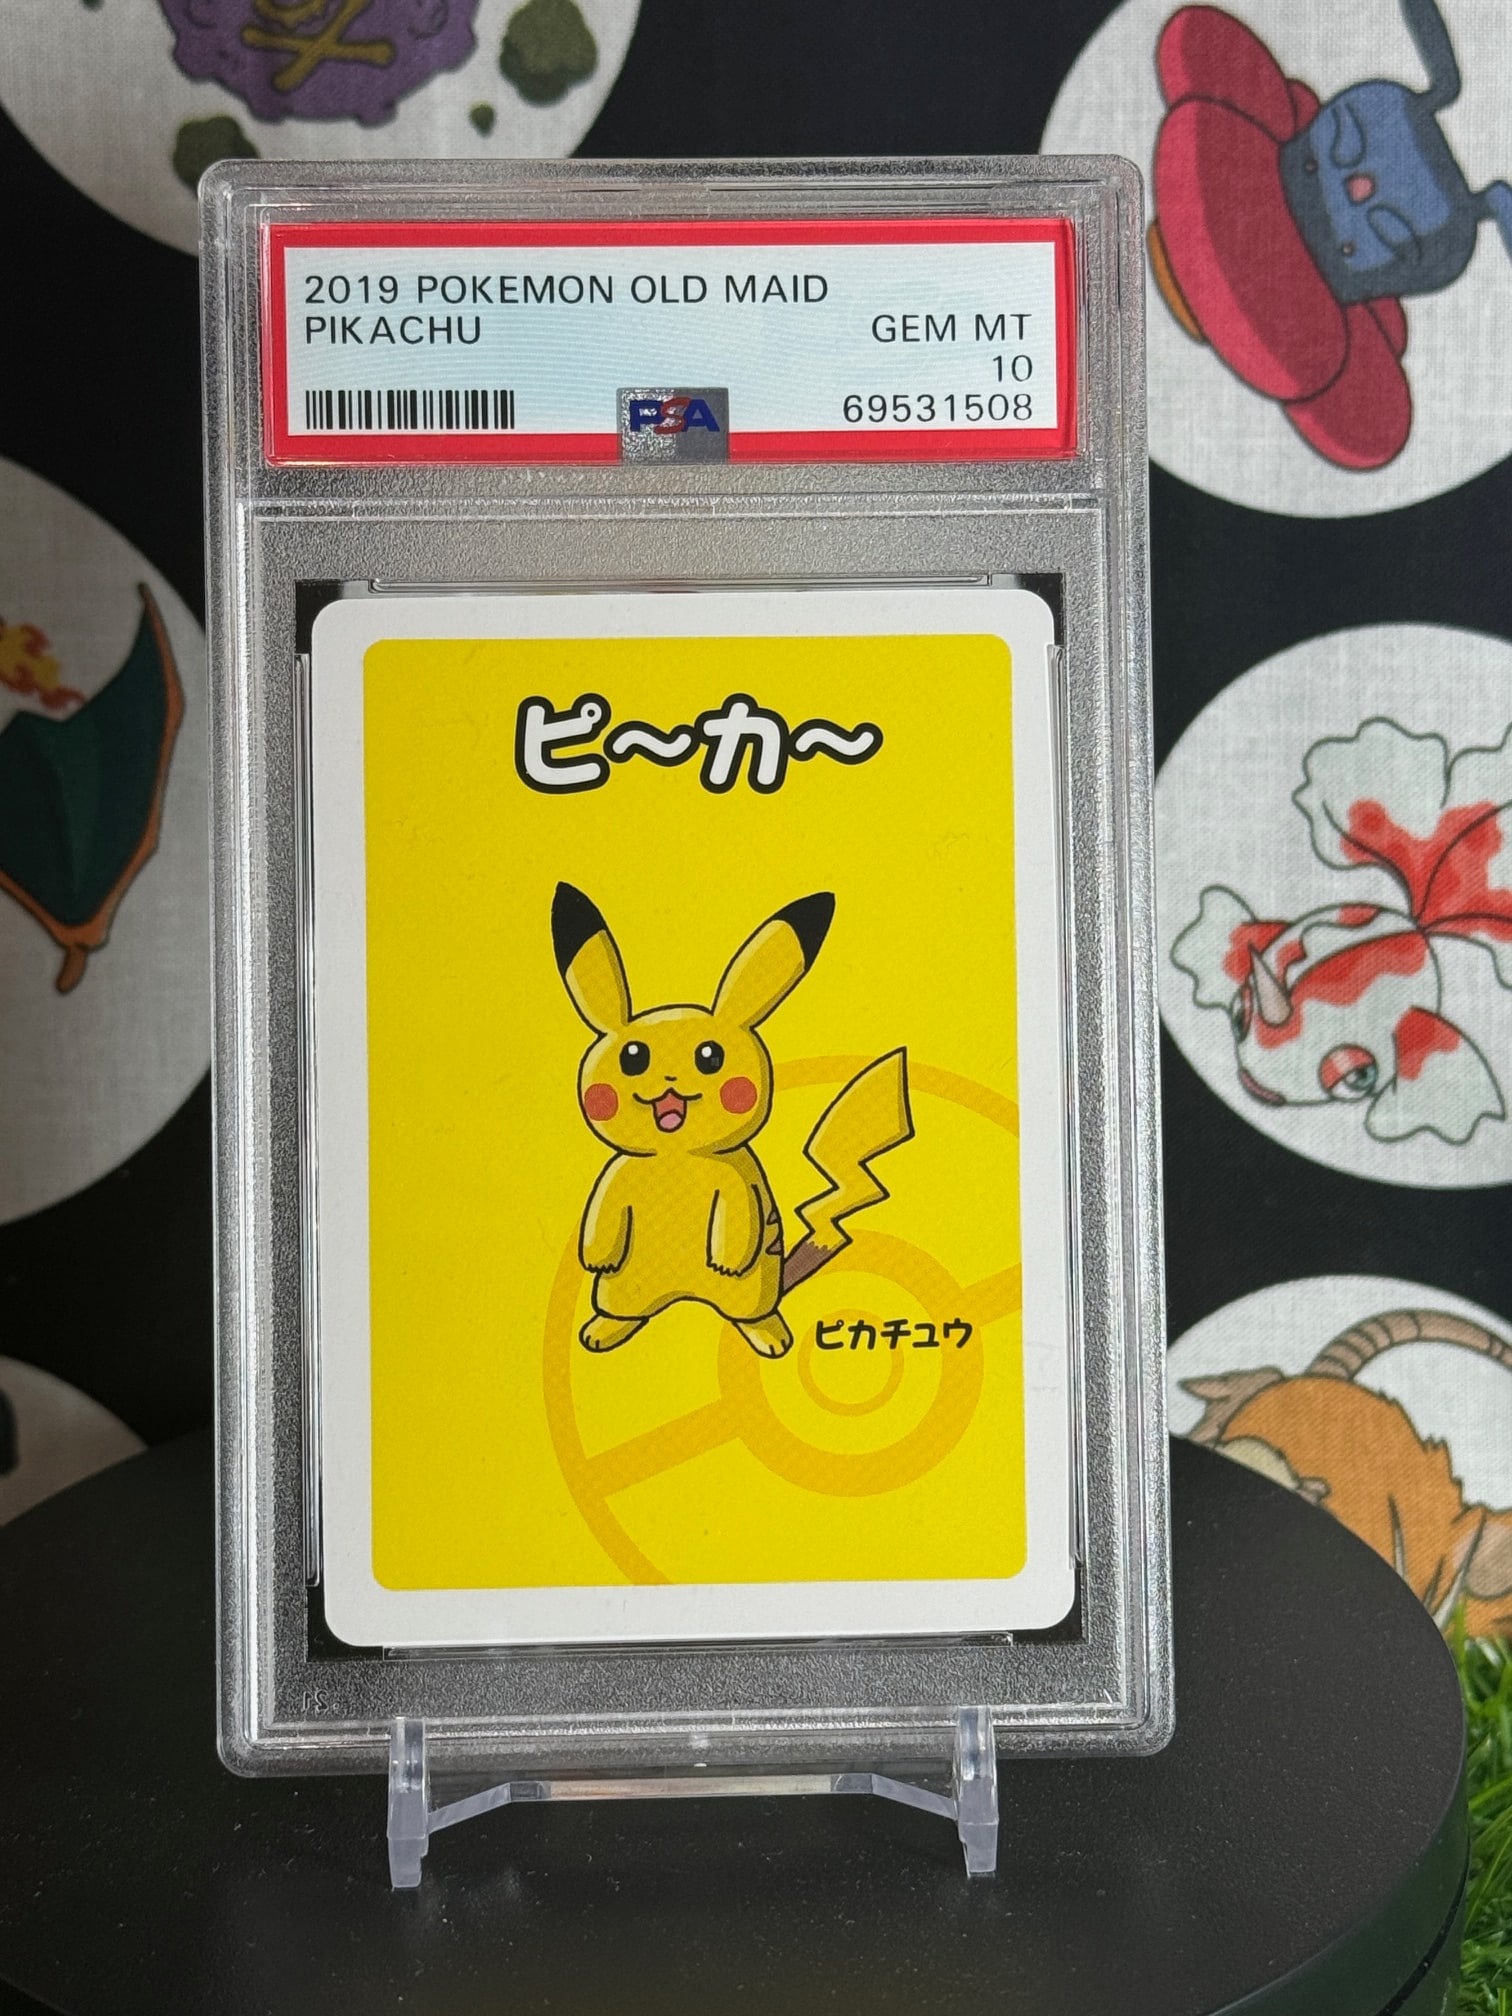 2019 POKEMON OLD MAID
PIKACHU
GEM MT
10
PSA
69531508
ピ〜カ〜
ピカチュウ